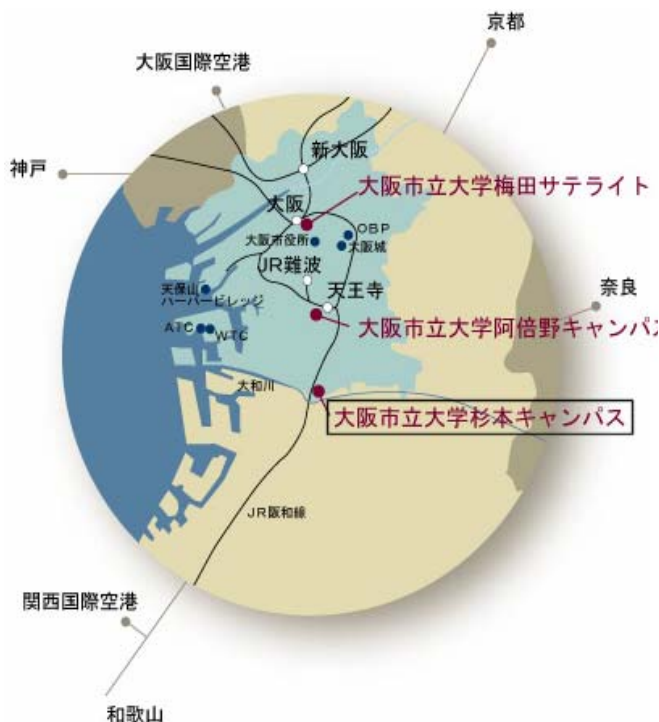 京都
大阪国際空港
新大阪
神戸
大阪市立大学梅田サテライト
大阪
OBP
大阪市役所
大阪城
JR難波
天保山
ハーバービレッジ
天王寺
奈良
ATC
WTC
大阪市立大学阿倍野キャンパス
大和川
大阪市立大学杉本キャンパス
JR阪和線
関西国際空港
和歌山